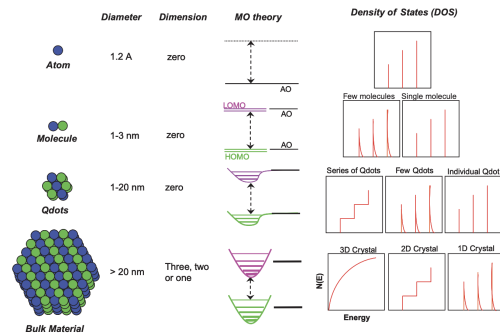 Diameter
Dimension
MO theory
Density of States (DOS)
Atom
1.2 A
zero
AO
Few molecules
Single molecule
LOMO
AO
Molecule
1-3 nm
zero
AO
HOMO
Series of Qdots
Few Qdots
Individual Qdot
Qdots
1-20 nm
zero
3D Crystal
2D Crystal
1D Crystal
> 20 nm
Three, two
or one
N(E)
Energy
Bulk Material